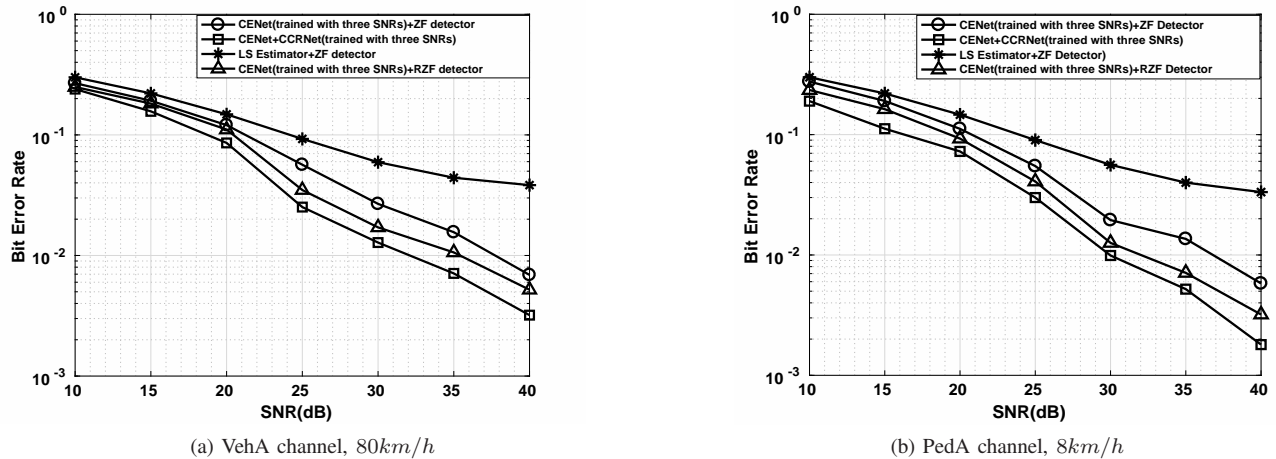 CENet(trained with three SNRs)+ZF detector
CENet+CCRNet(trained with three SNRs)
LS Estimator+ZF detector
CENet(trained with three SNRs)+RZF detector
10^0
10^-1
10^-2
10^-3
Bit Error Rate
10 15 20 25 30 35 40
SNR(dB)
(a) VehA channel, 80km/h
CENet(trained with three SNRs)+ZF Detector
CENet+CCRNet(trained with three SNRs)
LS Estimator+ZF Detector)
CENet(trained with three SNRs)+RZF Detector
10^0
10^-1
10^-2
10^-3
Bit Error Rate
10 15 20 25 30 35 40
SNR(dB)
(b) PedA channel, 8km/h